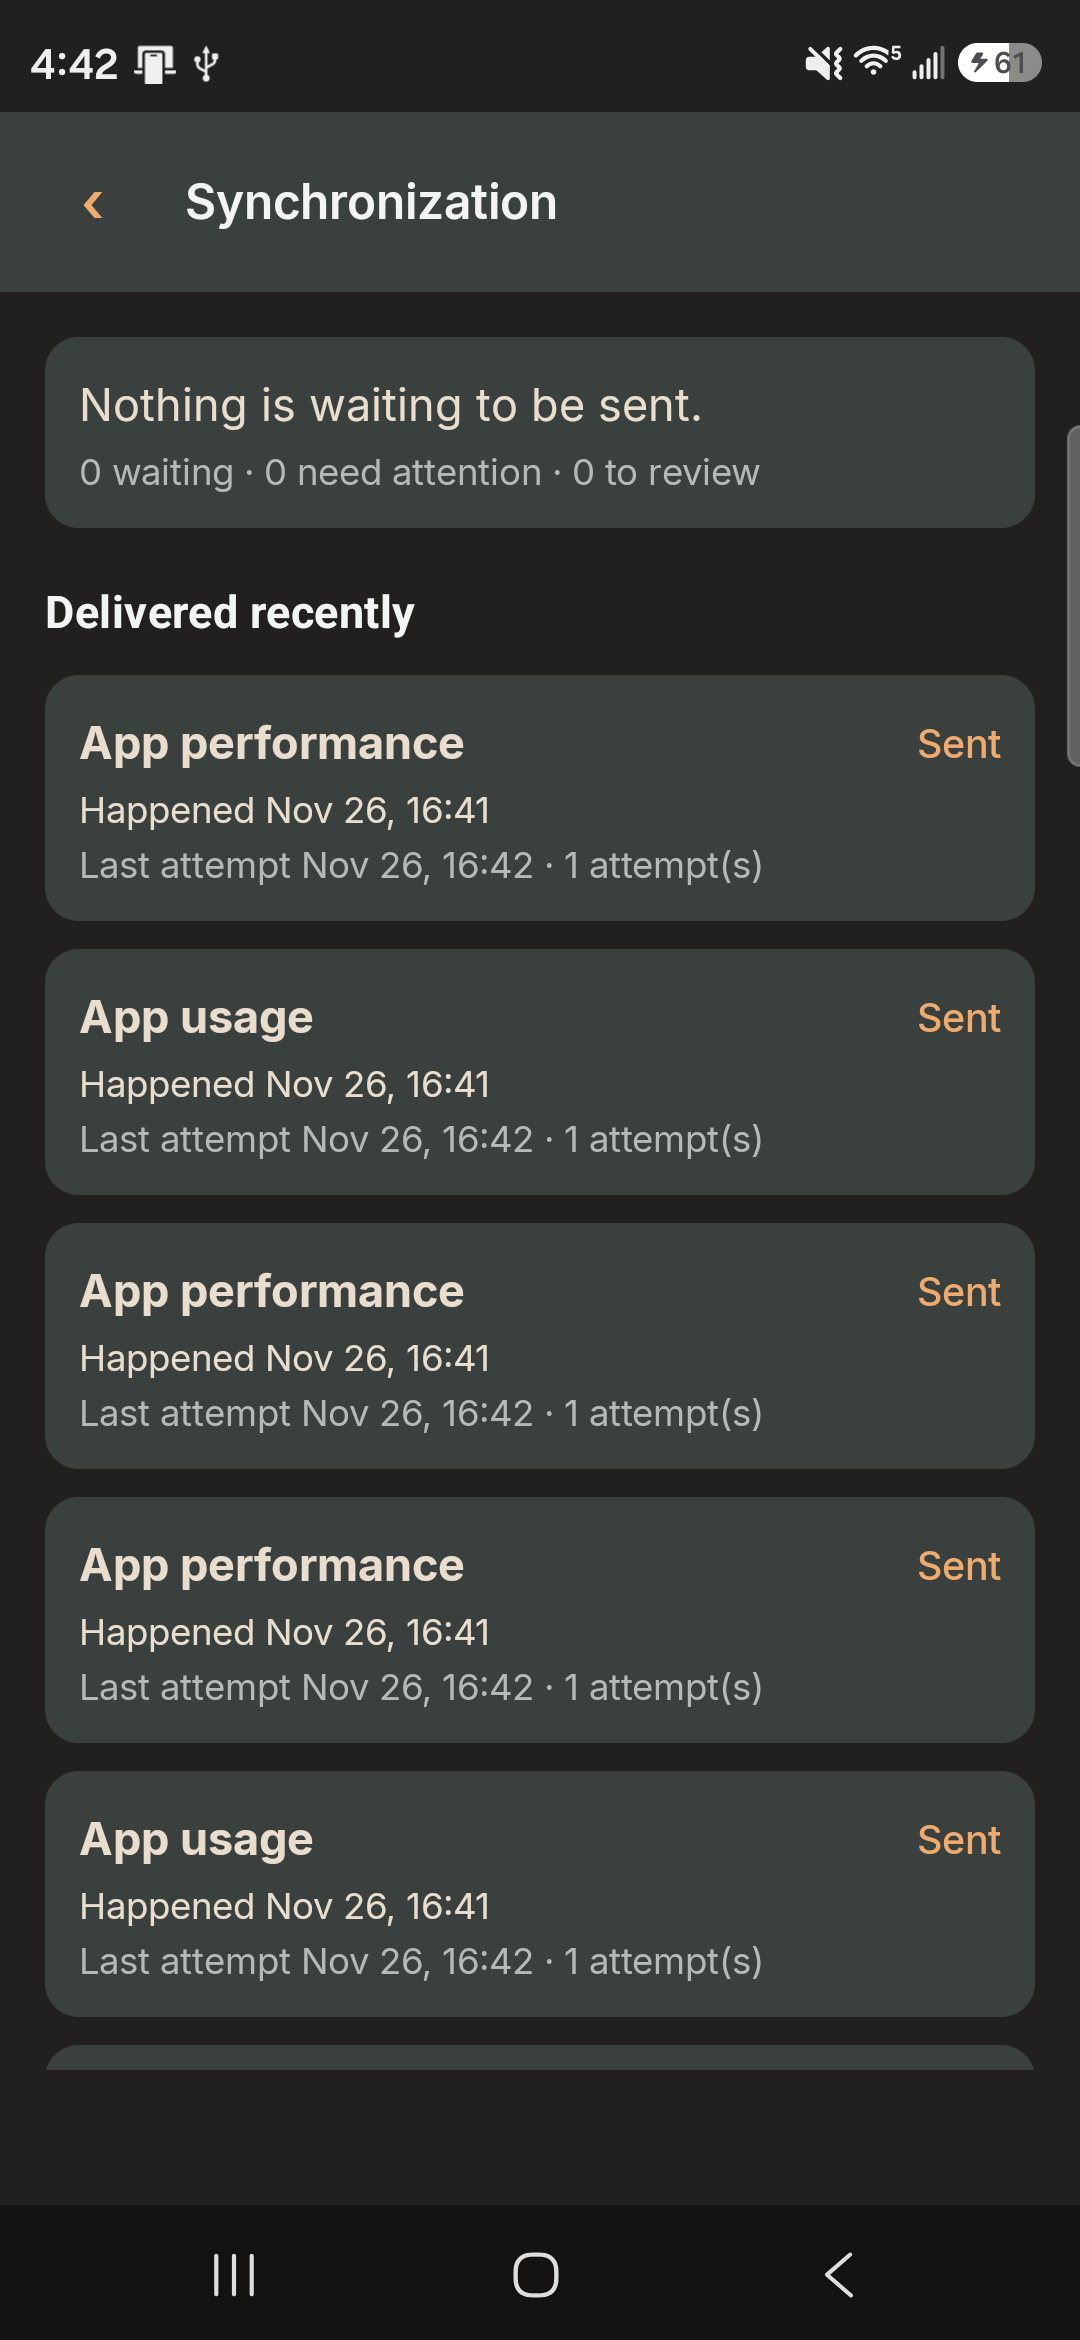 4:42
5
61
‹ Synchronization
Nothing is waiting to be sent.
0 waiting · 0 need attention · 0 to review
Delivered recently
App performance Sent
Happened Nov 26, 16:41
Last attempt Nov 26, 16:42 · 1 attempt(s)
App usage Sent
Happened Nov 26, 16:41
Last attempt Nov 26, 16:42 · 1 attempt(s)
App performance Sent
Happened Nov 26, 16:41
Last attempt Nov 26, 16:42 · 1 attempt(s)
App performance Sent
Happened Nov 26, 16:41
Last attempt Nov 26, 16:42 · 1 attempt(s)
App usage Sent
Happened Nov 26, 16:41
Last attempt Nov 26, 16:42 · 1 attempt(s)